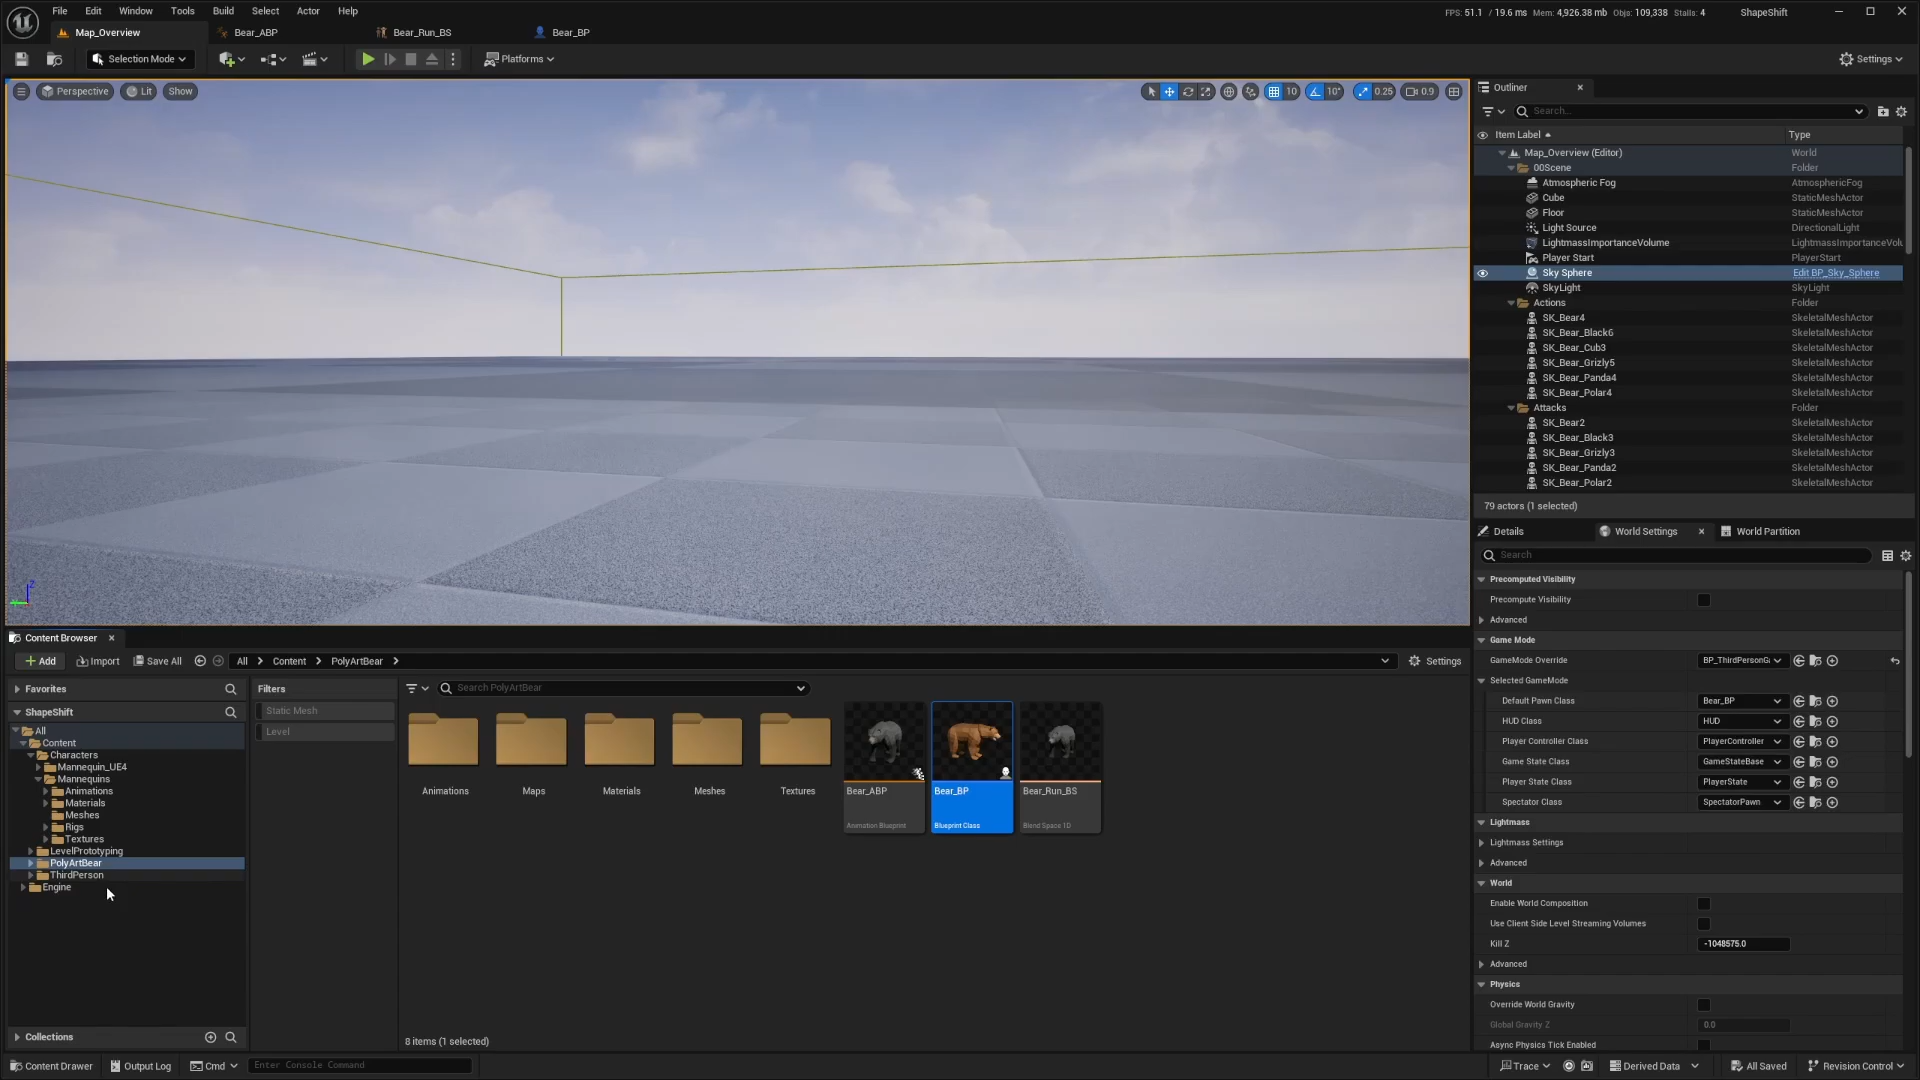 File Edit Window Tools Build Select Actor Help
FPS: 51.1 / 19.6 ms Mem: 4,926.38 mb Objs: 109,338 Stalls: 4 ShapeShift
Map_Overview Bear_ABP Bear_Run_BS Bear_BP
Selection Mode Platforms Settings
Perspective Lit Show 10 10° 0.25 0.9
Outliner
Search...
Item Label Type
Map_Overview (Editor) World
00Scene Folder
Atmospheric Fog AtmosphericFog
Cube StaticMeshActor
Floor StaticMeshActor
Light Source DirectionalLight
LightmassImportanceVolume LightmassImportanceVolu
Player Start PlayerStart
Sky Sphere Edit BP_Sky_Sphere
SkyLight SkyLight
Actions Folder
SK_Bear4 SkeletalMeshActor
SK_Bear_Black6 SkeletalMeshActor
SK_Bear_Cub3 SkeletalMeshActor
SK_Bear_Grizly5 SkeletalMeshActor
SK_Bear_Panda4 SkeletalMeshActor
SK_Bear_Polar4 SkeletalMeshActor
Attacks Folder
SK_Bear2 SkeletalMeshActor
SK_Bear_Black3 SkeletalMeshActor
SK_Bear_Grizly3 SkeletalMeshActor
SK_Bear_Panda2 SkeletalMeshActor
SK_Bear_Polar2 SkeletalMeshActor
79 actors (1 selected)
Details World Settings World Partition
Search
Precomputed Visibility
Precompute Visibility
Advanced
Game Mode
GameMode Override BP_ThirdPersonGa
Selected GameMode
Default Pawn Class Bear_BP
HUD Class HUD
Player Controller Class PlayerController
Game State Class GameStateBase
Player State Class PlayerState
Spectator Class SpectatorPawn
Lightmass
Lightmass Settings
Advanced
World
Enable World Composition
Use Client Side Level Streaming Volumes
Kill Z -1048575.0
Advanced
Physics
Override World Gravity
Global Gravity Z 0.0
Async Physics Tick Enabled
Content Browser
Add Import Save All All Content PolyArtBear Settings
Favorites
ShapeShift
All
Content
Characters
Mannequin_UE4
Mannequins
Animations
Materials
Meshes
Rigs
Textures
LevelPrototyping
PolyArtBear
ThirdPerson
Engine
Collections
Filters
Static Mesh
Level
Search PolyArtBear
Animations Maps Materials Meshes Textures
Bear_ABP Bear_BP Bear_Run_BS
Animation Blueprint Blueprint Class Blend Space 1D
8 items (1 selected)
Content Drawer Output Log Cmd Enter Console Command
Trace Derived Data All Saved Revision Control